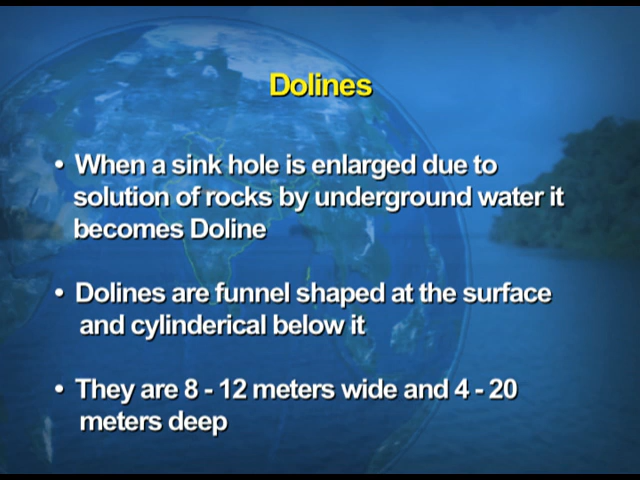 Dolines
• When a sink hole is enlarged due to
solution of rocks by underground water it
becomes Doline
• Dolines are funnel shaped at the surface
and cylinderical below it
• They are 8 - 12 meters wide and 4 - 20
meters deep